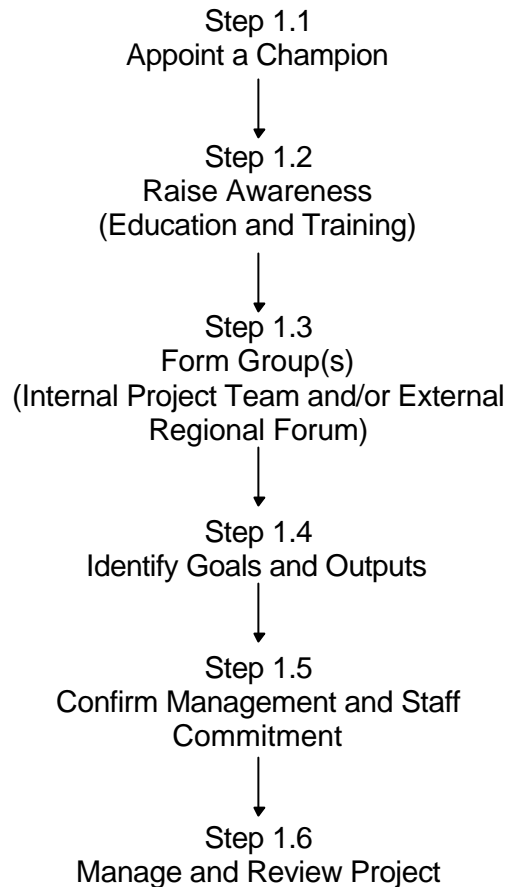 Step 1.1
Appoint a Champion
Step 1.2
Raise Awareness
(Education and Training)
Step 1.3
Form Group(s)
(Internal Project Team and/or External
Regional Forum)
Step 1.4
Identify Goals and Outputs
Step 1.5
Confirm Management and Staff
Commitment
Step 1.6
Manage and Review Project